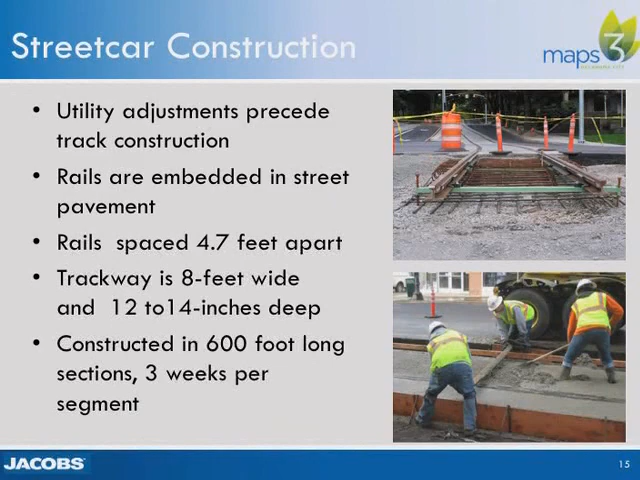 Streetcar Construction
maps 3
OKLAHOMA CITY
• Utility adjustments precede
track construction
• Rails are embedded in street
pavement
• Rails  spaced 4.7 feet apart
• Trackway is 8-feet wide
and  12 to14-inches deep
• Constructed in 600 foot long
sections, 3 weeks per
segment
JACOBS
15